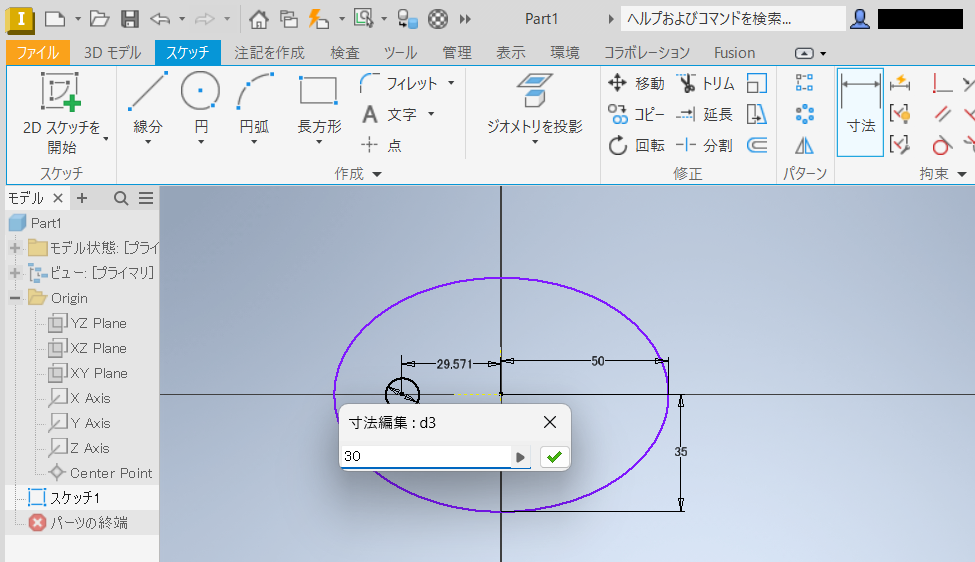 I
Part1
ヘルプおよびコマンドを検索...
ファイル
3D モデル
スケッチ
注記を作成
検査
ツール
管理
表示
環境
コラボレーション
Fusion
2D スケッチを
開始
線分
円
円弧
長方形
フィレット
A 文字
点
ジオメトリを投影
移動
トリム
コピー
延長
回転
分割
寸法
スケッチ
作成
修正
パターン
拘束
モデル
Part1
モデル状態: [プライ
ビュー: [プライマリ]
Origin
YZ Plane
XZ Plane
XY Plane
X Axis
Y Axis
Z Axis
Center Point
スケッチ1
パーツの終端
29.571
50
35
寸法編集 : d3
30